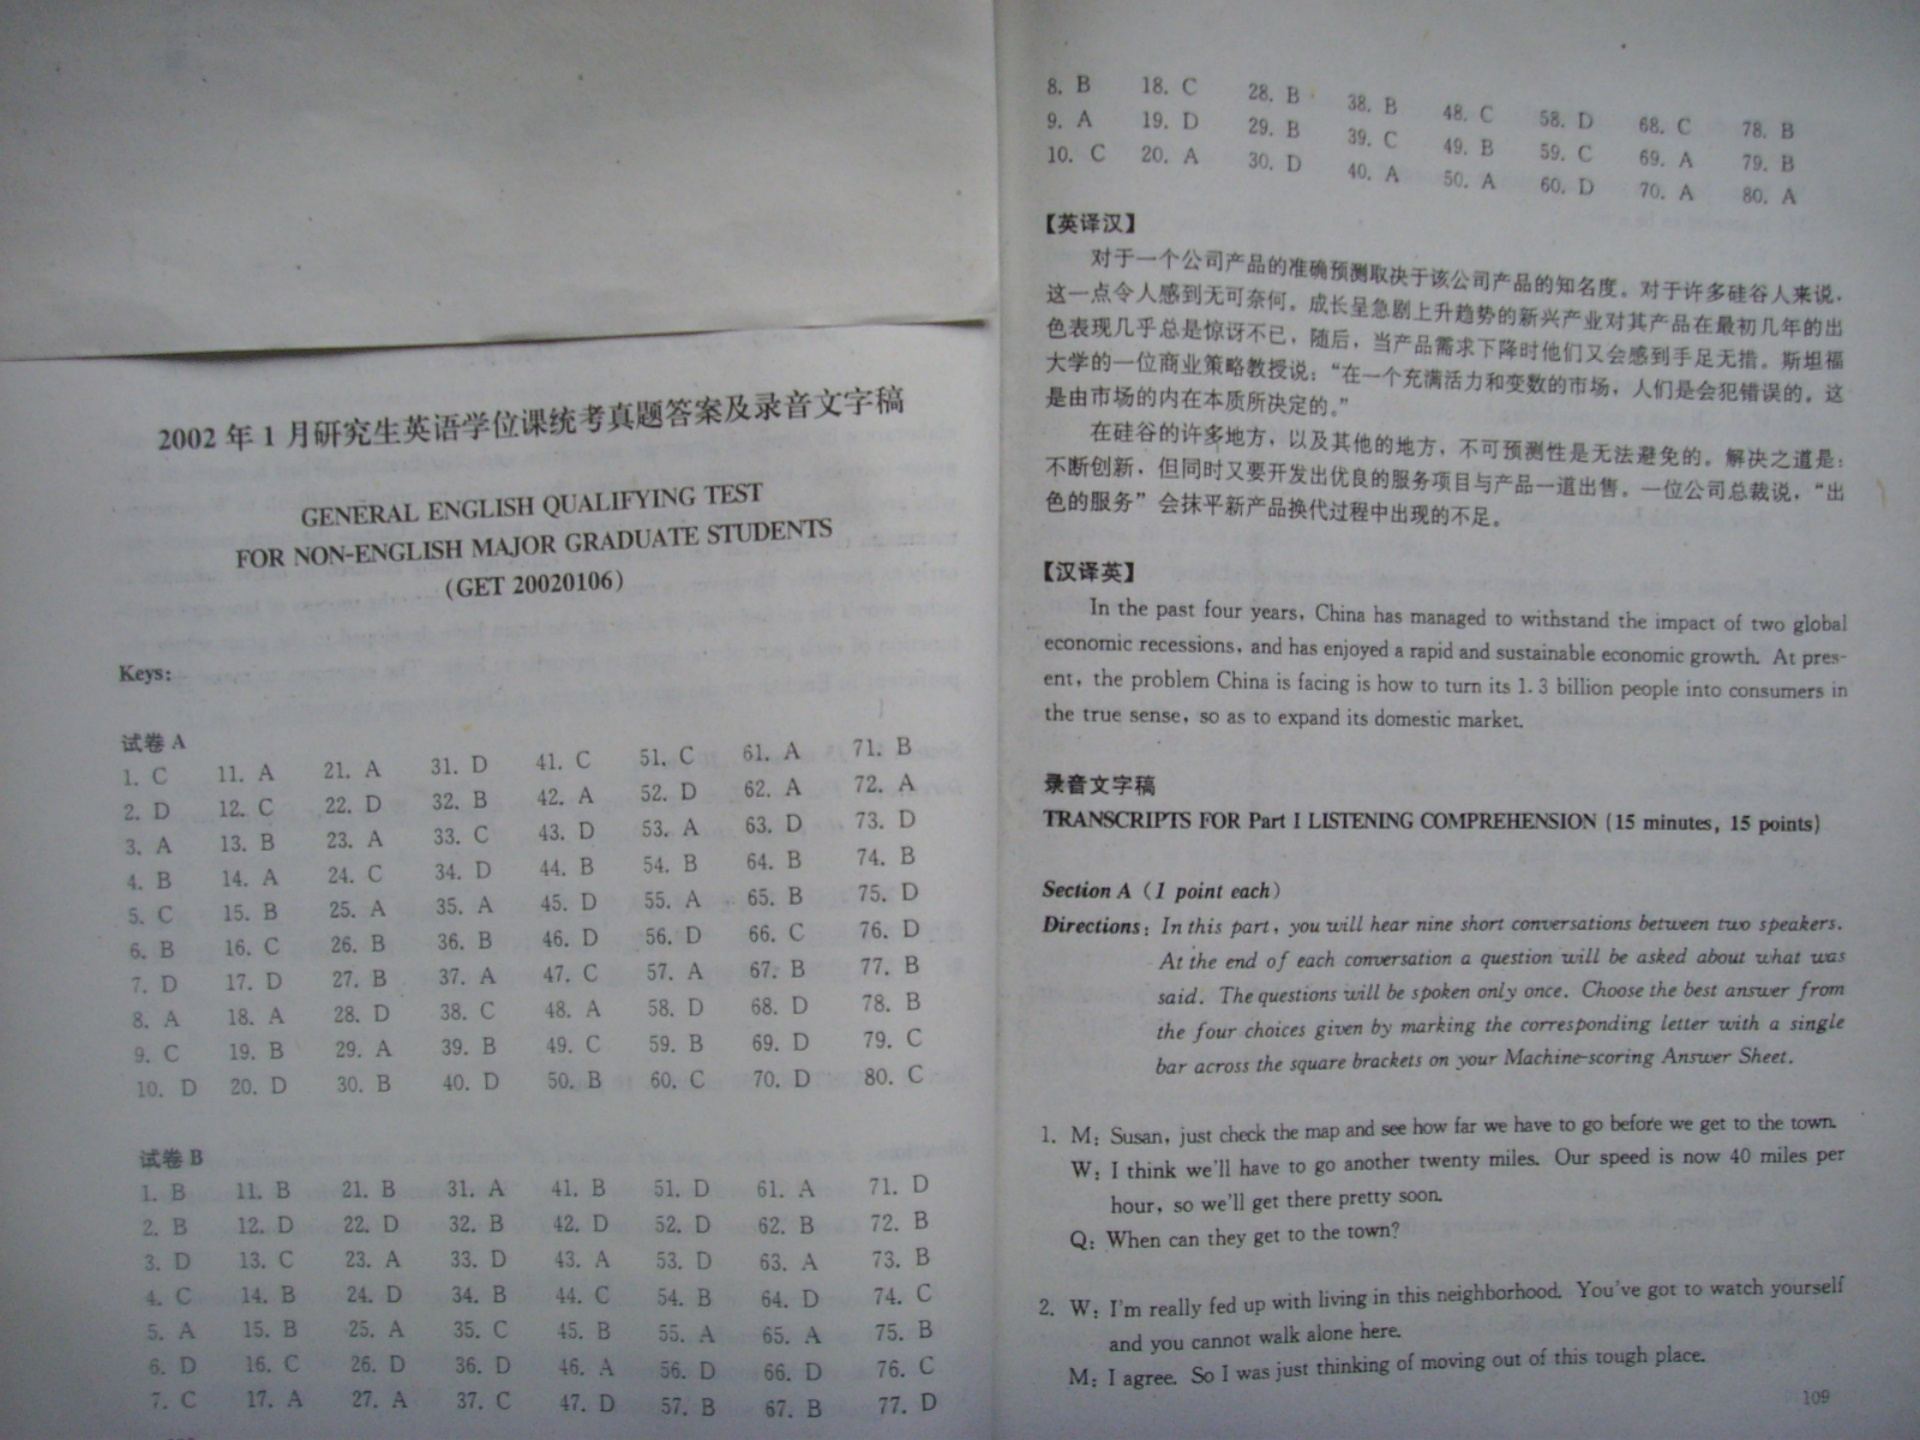 2002 年 1 月研究生英语学位课统考真题答案及录音文字稿
GENERAL ENGLISH QUALIFYING TEST
FOR NON-ENGLISH MAJOR GRADUATE STUDENTS
(GET 20020106)
Keys:
试卷 A
1. C 11. A 21. A 31. D 41. C 51. C 61. A 71. B
2. D 12. C 22. D 32. B 42. A 52. D 62. A 72. A
3. A 13. B 23. A 33. C 43. D 53. A 63. D 73. D
4. B 14. A 24. C 34. D 44. B 54. B 64. B 74. B
5. C 15. B 25. A 35. A 45. D 55. A 65. B 75. D
6. B 16. C 26. B 36. B 46. D 56. D 66. C 76. D
7. D 17. D 27. B 37. A 47. C 57. A 67. B 77. B
8. A 18. A 28. D 38. C 48. A 58. D 68. D 78. B
9. C 19. B 29. A 39. B 49. C 59. B 69. D 79. C
10. D 20. D 30. B 40. D 50. B 60. C 70. D 80. C
试卷 B
1. B 11. B 21. B 31. A 41. B 51. D 61. A 71. D
2. B 12. D 22. D 32. B 42. D 52. D 62. B 72. B
3. D 13. C 23. A 33. D 43. A 53. D 63. A 73. B
4. C 14. B 24. D 34. B 44. C 54. B 64. D 74. C
5. A 15. B 25. A 35. C 45. B 55. A 65. A 75. B
6. D 16. C 26. D 36. D 46. A 56. D 66. D 76. C
7. C 17. A 27. A 37. C 47. D 57. B 67. B 77. D
8. B 18. C 28. B 38. B 48. C 58. D 68. C 78. B
9. A 19. D 29. B 39. C 49. B 59. C 69. A 79. B
10. C 20. A 30. D 40. A 50. A 60. D 70. A 80. A
【英译汉】
对于一个公司产品的准确预测取决于该公司产品的知名度。对于许多硅谷人来说，
这一点令人感到无可奈何。成长呈急剧上升趋势的新兴产业对其产品在最初几年的出
色表现几乎总是惊讶不已，随后，当产品需求下降时他们又会感到手足无措。斯坦福
大学的一位商业策略教授说：“在一个充满活力和变数的市场，人们是会犯错误的，这
是由市场的内在本质所决定的。”
在硅谷的许多地方，以及其他的地方，不可预测性是无法避免的。解决之道是：
不断创新，但同时又要开发出优良的服务项目与产品一道出售。一位公司总裁说，“出
色的服务”会抹平新产品换代过程中出现的不足。
【汉译英】
In the past four years, China has managed to withstand the impact of two global
economic recessions, and has enjoyed a rapid and sustainable economic growth. At pres-
ent, the problem China is facing is how to turn its 1.3 billion people into consumers in
the true sense, so as to expand its domestic market.
录音文字稿
TRANSCRIPTS FOR Part I LISTENING COMPREHENSION (15 minutes, 15 points)
Section A (1 point each)
Directions: In this part, you will hear nine short conversations between two speakers.
At the end of each conversation a question will be asked about what was
said. The questions will be spoken only once. Choose the best answer from
the four choices given by marking the corresponding letter with a single
bar across the square brackets on your Machine-scoring Answer Sheet.
1. M: Susan, just check the map and see how far we have to go before we get to the town.
W: I think we'll have to go another twenty miles. Our speed is now 40 miles per
hour, so we'll get there pretty soon.
Q: When can they get to the town?
2. W: I'm really fed up with living in this neighborhood. You've got to watch yourself
and you cannot walk alone here.
M: I agree. So I was just thinking of moving out of this tough place.
109